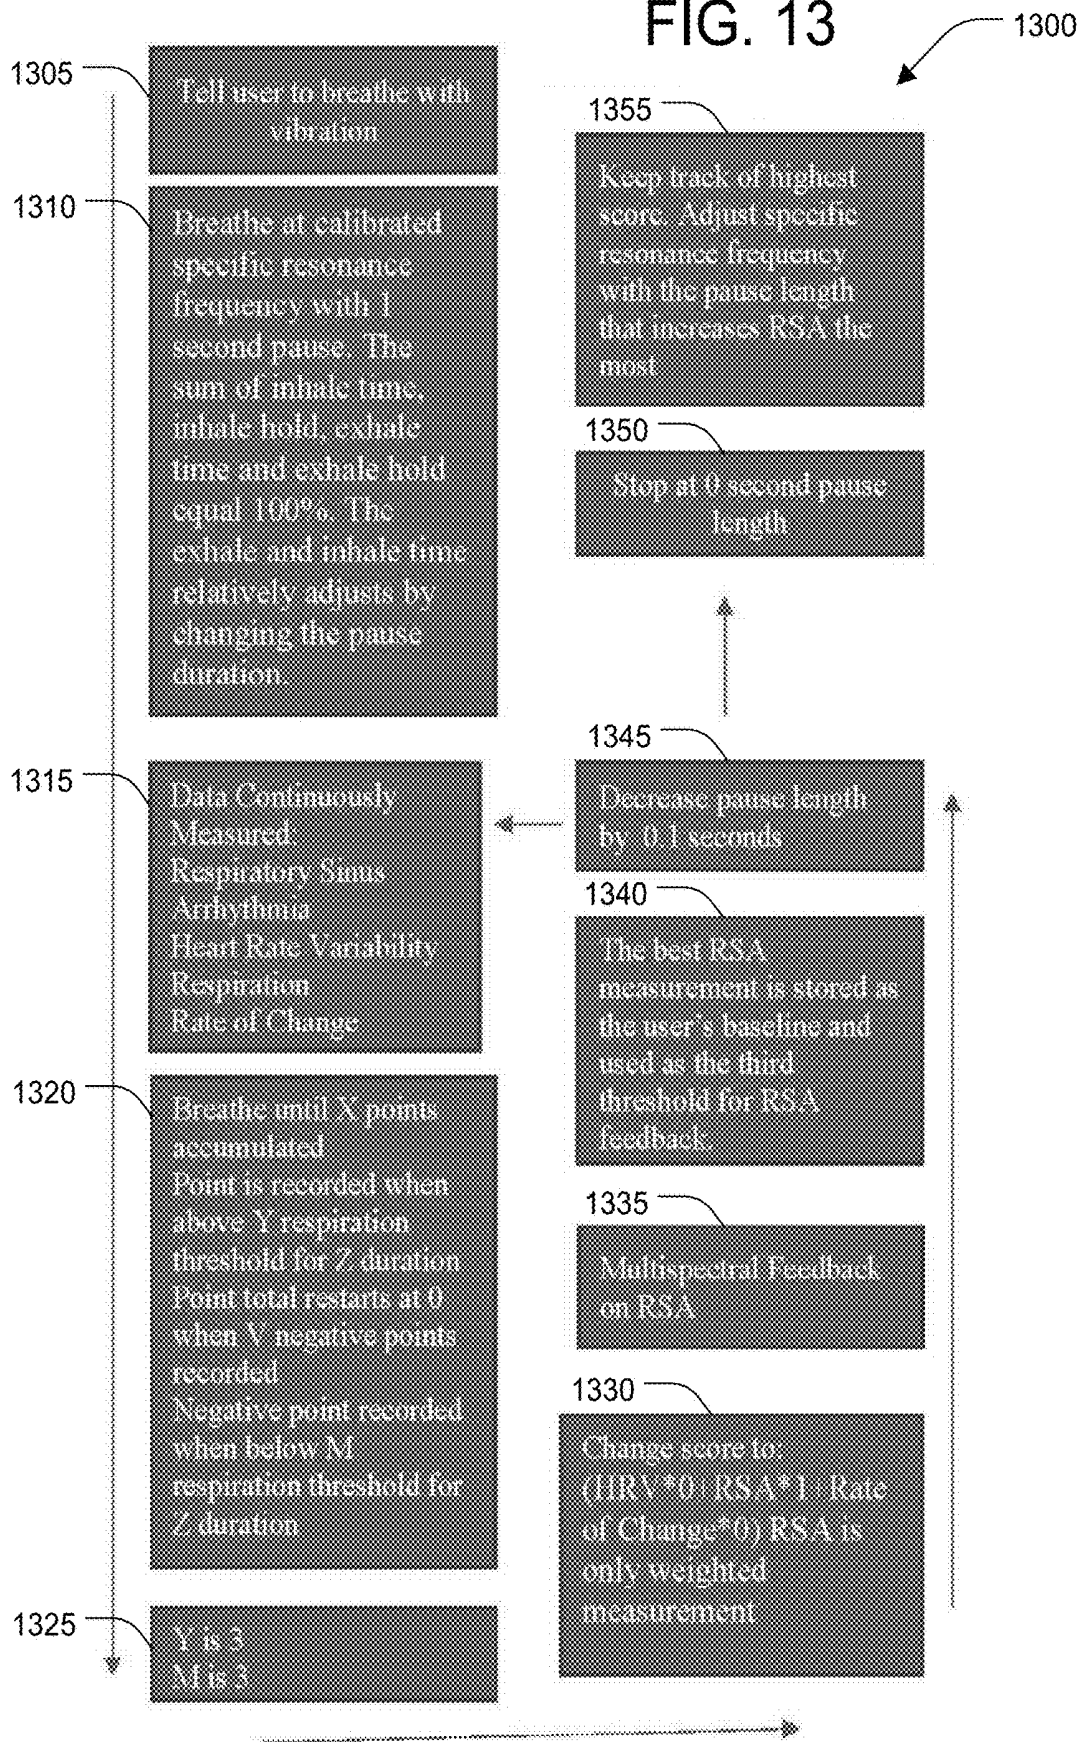 FIG. 13
1300
1305
Tell user to breathe with
vibration
1310
Breathe at calibrated
specific resonance
frequency with 1
second pause. The
sum of inhale time,
inhale hold, exhale
time and exhale hold
equal 100%. The
exhale and inhale time
relatively adjusts by
changing the pause
duration.
1315
Data Continuously
Measured:
Respiratory Sinus
Arrhythmia
Heart Rate Variability
Respiration
Rate of Change
1320
Breathe until X points
accumulated
Point is recorded when
above Y respiration
threshold for Z duration
Point total restarts at 0
when V negative points
recorded
Negative point recorded
when below M
respiration threshold for
Z duration
1325
Y is 3
M is 3
1330
Change score to:
(HRV*0+RSA*1+Rate
of Change*0) RSA is
only weighted
measurement
1335
Multispectral Feedback
on RSA
1340
The best RSA
measurement is stored as
the user's baseline and
used as the third
threshold for RSA
feedback.
1345
Decrease pause length
by 0.1 seconds
1350
Stop at 0 second pause
length
1355
Keep track of highest
score. Adjust specific
resonance frequency
with the pause length
that increases RSA the
most